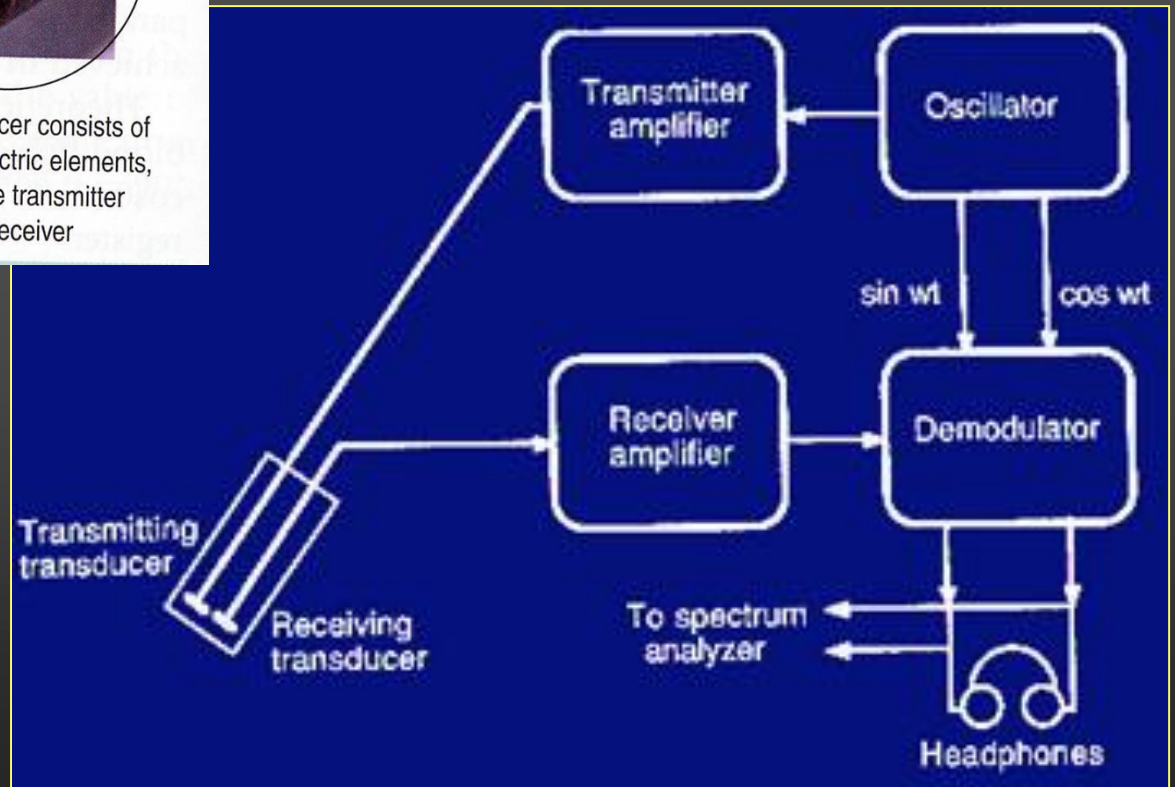 cer consists of
ctric elements,
e transmitter
eceiver
Transmitter
amplifier
Oscillator
sin wt
cos wt
Receiver
amplifier
Demodulator
Transmitting
transducer
Receiving
transducer
To spectrum
analyzer
Headphones